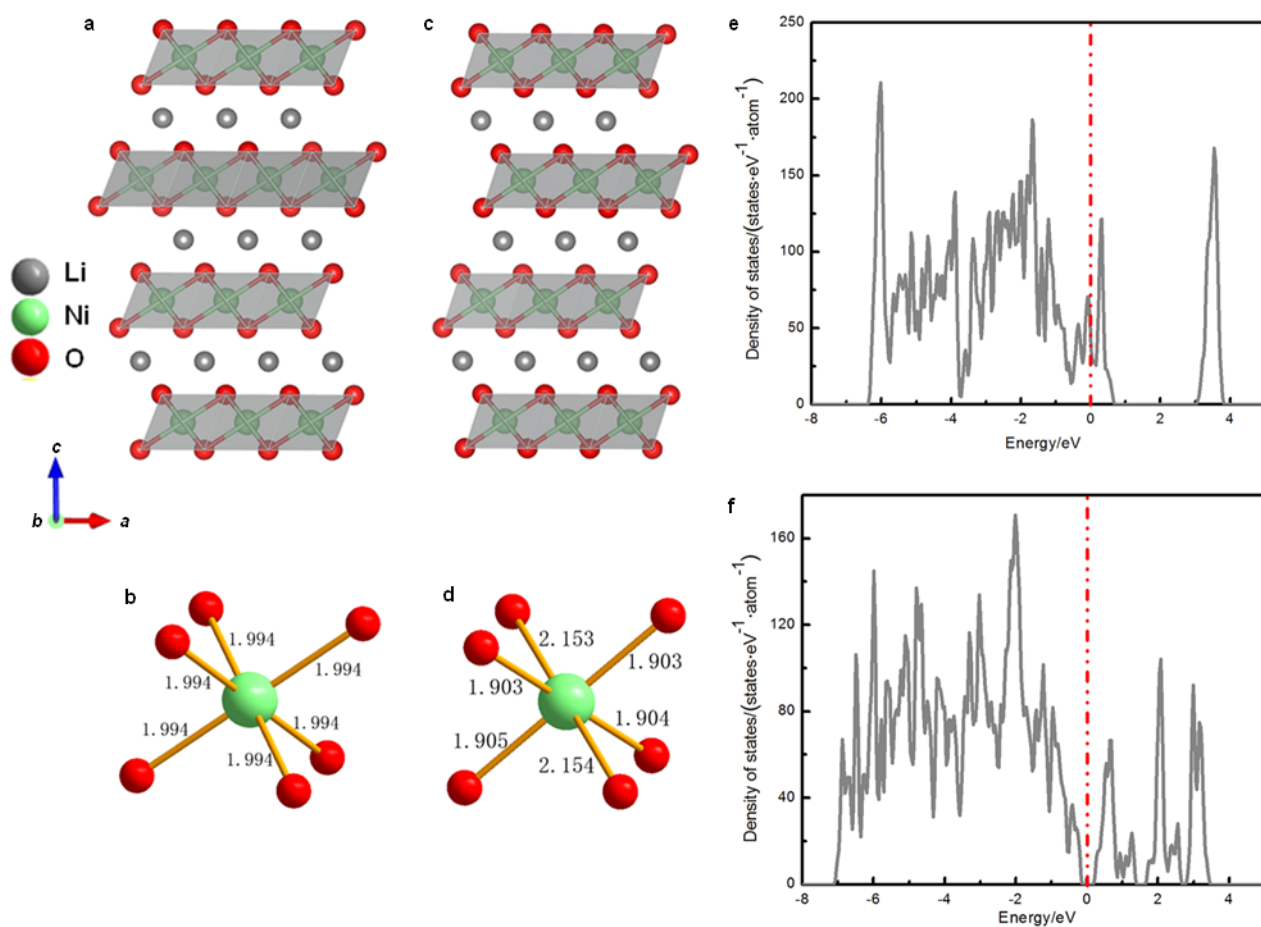 a
c
Li
Ni
O
c
b
a
b
1.994
1.994
1.994
1.994
1.994
1.994
d
2.153
1.903
1.903
1.904
1.905
2.154
e
250
200
150
100
50
0
-8
-6
-4
-2
0
2
4
Density of states/(states·eV⁻¹·atom⁻¹)
Energy/eV
f
160
120
80
40
0
-8
-6
-4
-2
0
2
4
Density of states/(states·eV⁻¹·atom⁻¹)
Energy/eV